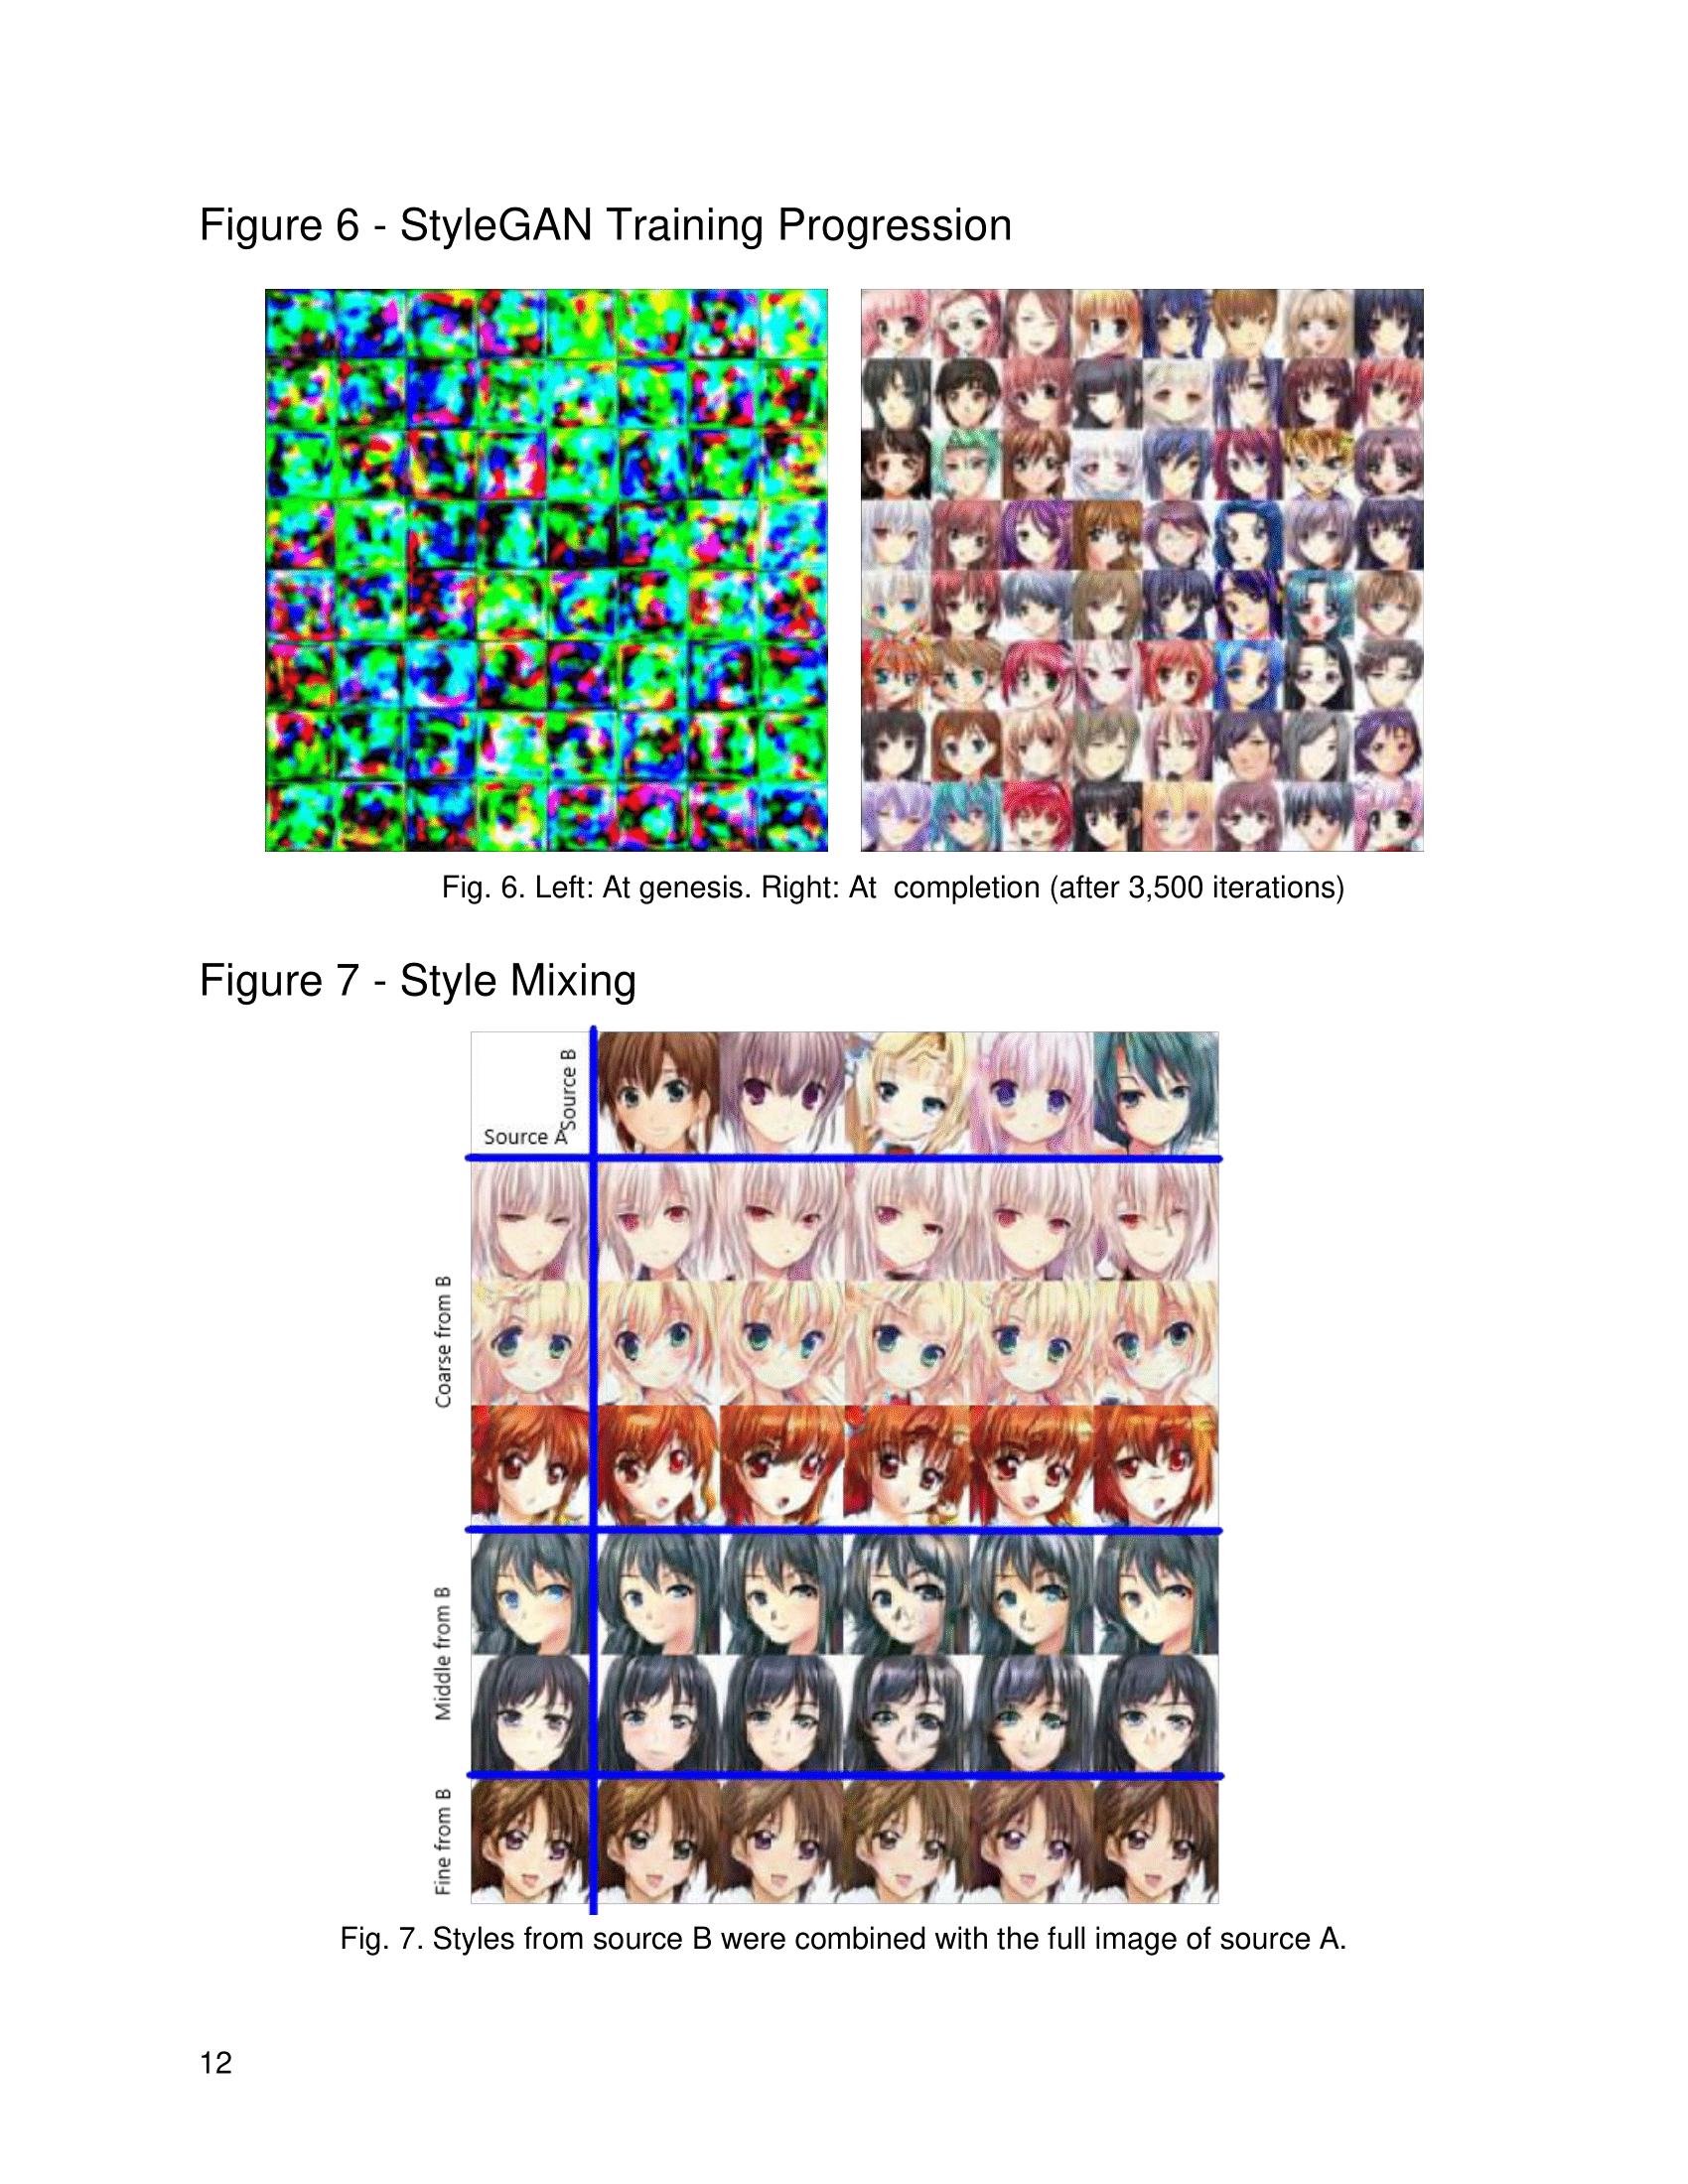 Figure 6 - StyleGAN Training Progression
Fig. 6. Left: At genesis. Right: At  completion (after 3,500 iterations)
Figure 7 - Style Mixing
Source B
Source A
Coarse from B
Middle from B
Fine from B
Fig. 7. Styles from source B were combined with the full image of source A.
12